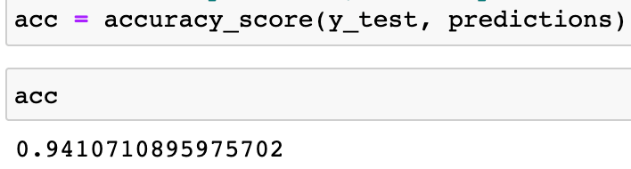 acc = accuracy_score(y_test, predictions)
acc
0.9410710895975702